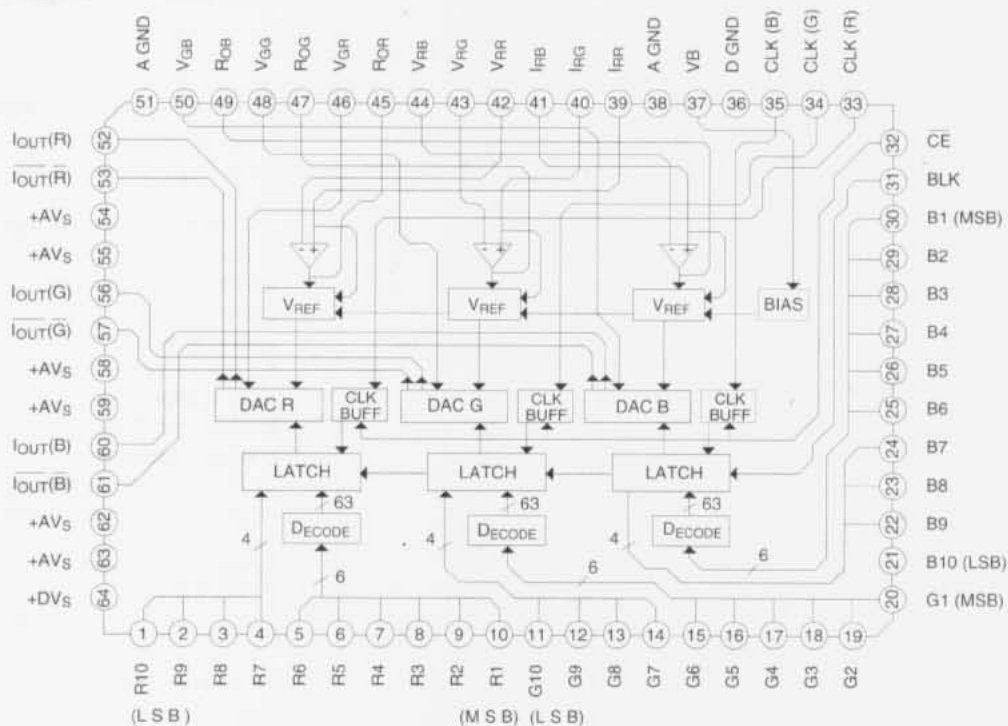 A GND
VGB
ROB
VGG
ROG
VGR
ROR
VRB
VRG
VRR
IRB
IRG
IRR
A GND
VB
D GND
CLK (B)
CLK (G)
CLK (R)
51 50 49 48 47 46 45 44 43 42 41 40 39 38 37 36 35 34 33
IOUT(R) 52
IOUT(R) 53
+AVS 54
+AVS 55
IOUT(G) 56
IOUT(G) 57
+AVS 58
+AVS 59
IOUT(B) 60
IOUT(B) 61
+AVS 62
+AVS 63
+DVS 64
32 CE
31 BLK
30 B1 (MSB)
29 B2
28 B3
27 B4
26 B5
25 B6
24 B7
23 B8
22 B9
21 B10 (LSB)
20 G1 (MSB)
- +
- +
- +
VREF
VREF
VREF
BIAS
DAC R
CLK BUFF
DAC G
CLK BUFF
DAC B
CLK BUFF
LATCH
LATCH
LATCH
63
63
63
DECODE
DECODE
DECODE
4
4
4
6
6
6
1 2 3 4 5 6 7 8 9 10 11 12 13 14 15 16 17 18 19
R10
R9
R8
R7
R6
R5
R4
R3
R2
R1
G10
G9
G8
G7
G6
G5
G4
G3
G2
(LSB)
(MSB)
(LSB)